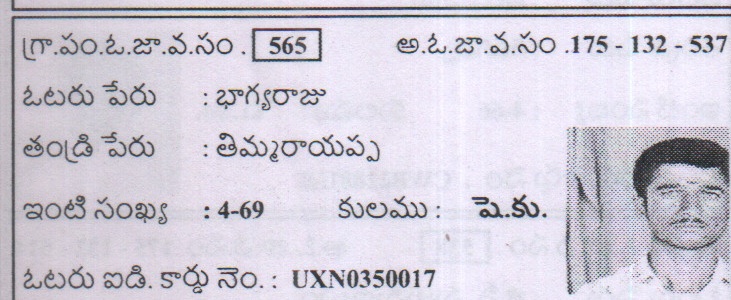 గ్రా.పం.ఓ.జా.వ.సం . 565 అ.ఓ.జా.వ.సం .175 - 132 - 537
ఓటరు పేరు : భాగ్యరాజు
తండ్రి పేరు : తిమ్మరాయప్ప
ఇంటి సంఖ్య : 4-69 కులము : షె.కు.
ఓటరు ఐడి. కార్డు నెం. : UXN0350017